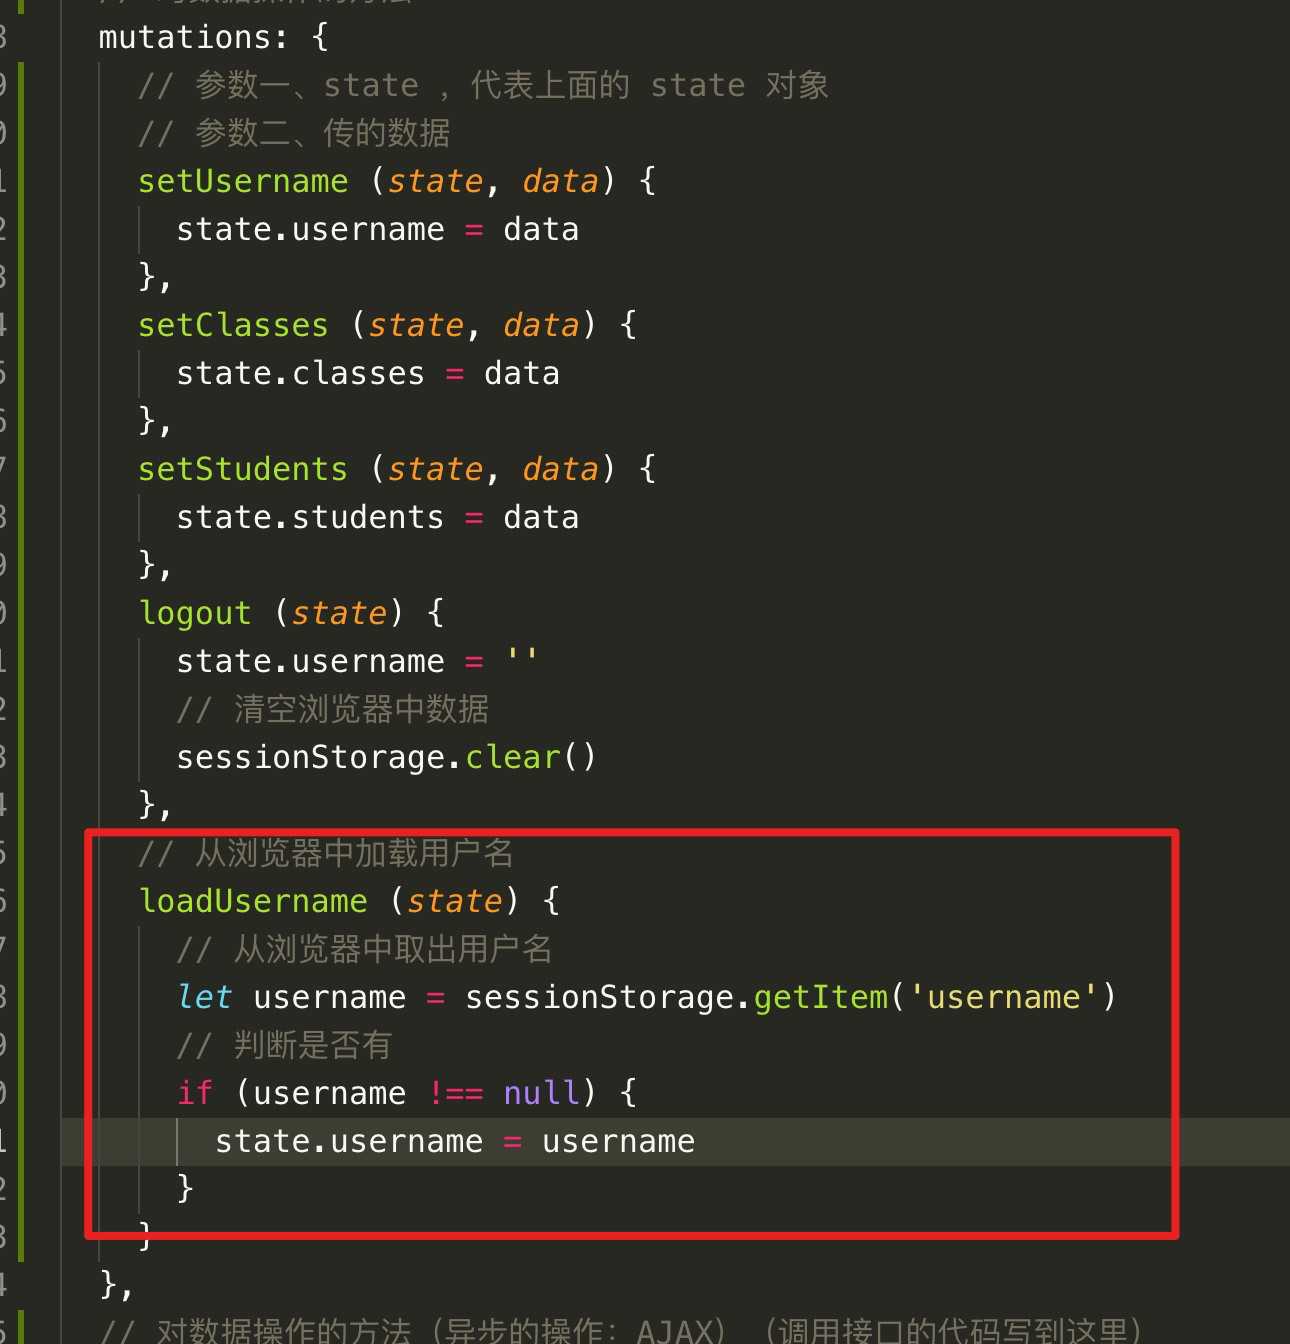 mutations: {
// 参数一、state ，代表上面的 state 对象
// 参数二、传的数据
setUsername (state, data) {
state.username = data
},
setClasses (state, data) {
state.classes = data
},
setStudents (state, data) {
state.students = data
},
logout (state) {
state.username = ''
// 清空浏览器中数据
sessionStorage.clear()
},
// 从浏览器中加载用户名
loadUsername (state) {
// 从浏览器中取出用户名
let username = sessionStorage.getItem('username')
// 判断是否有
if (username !== null) {
state.username = username
}
}
},
// 对数据操作的方法（异步的操作：AJAX）（调用接口的代码写到这里）